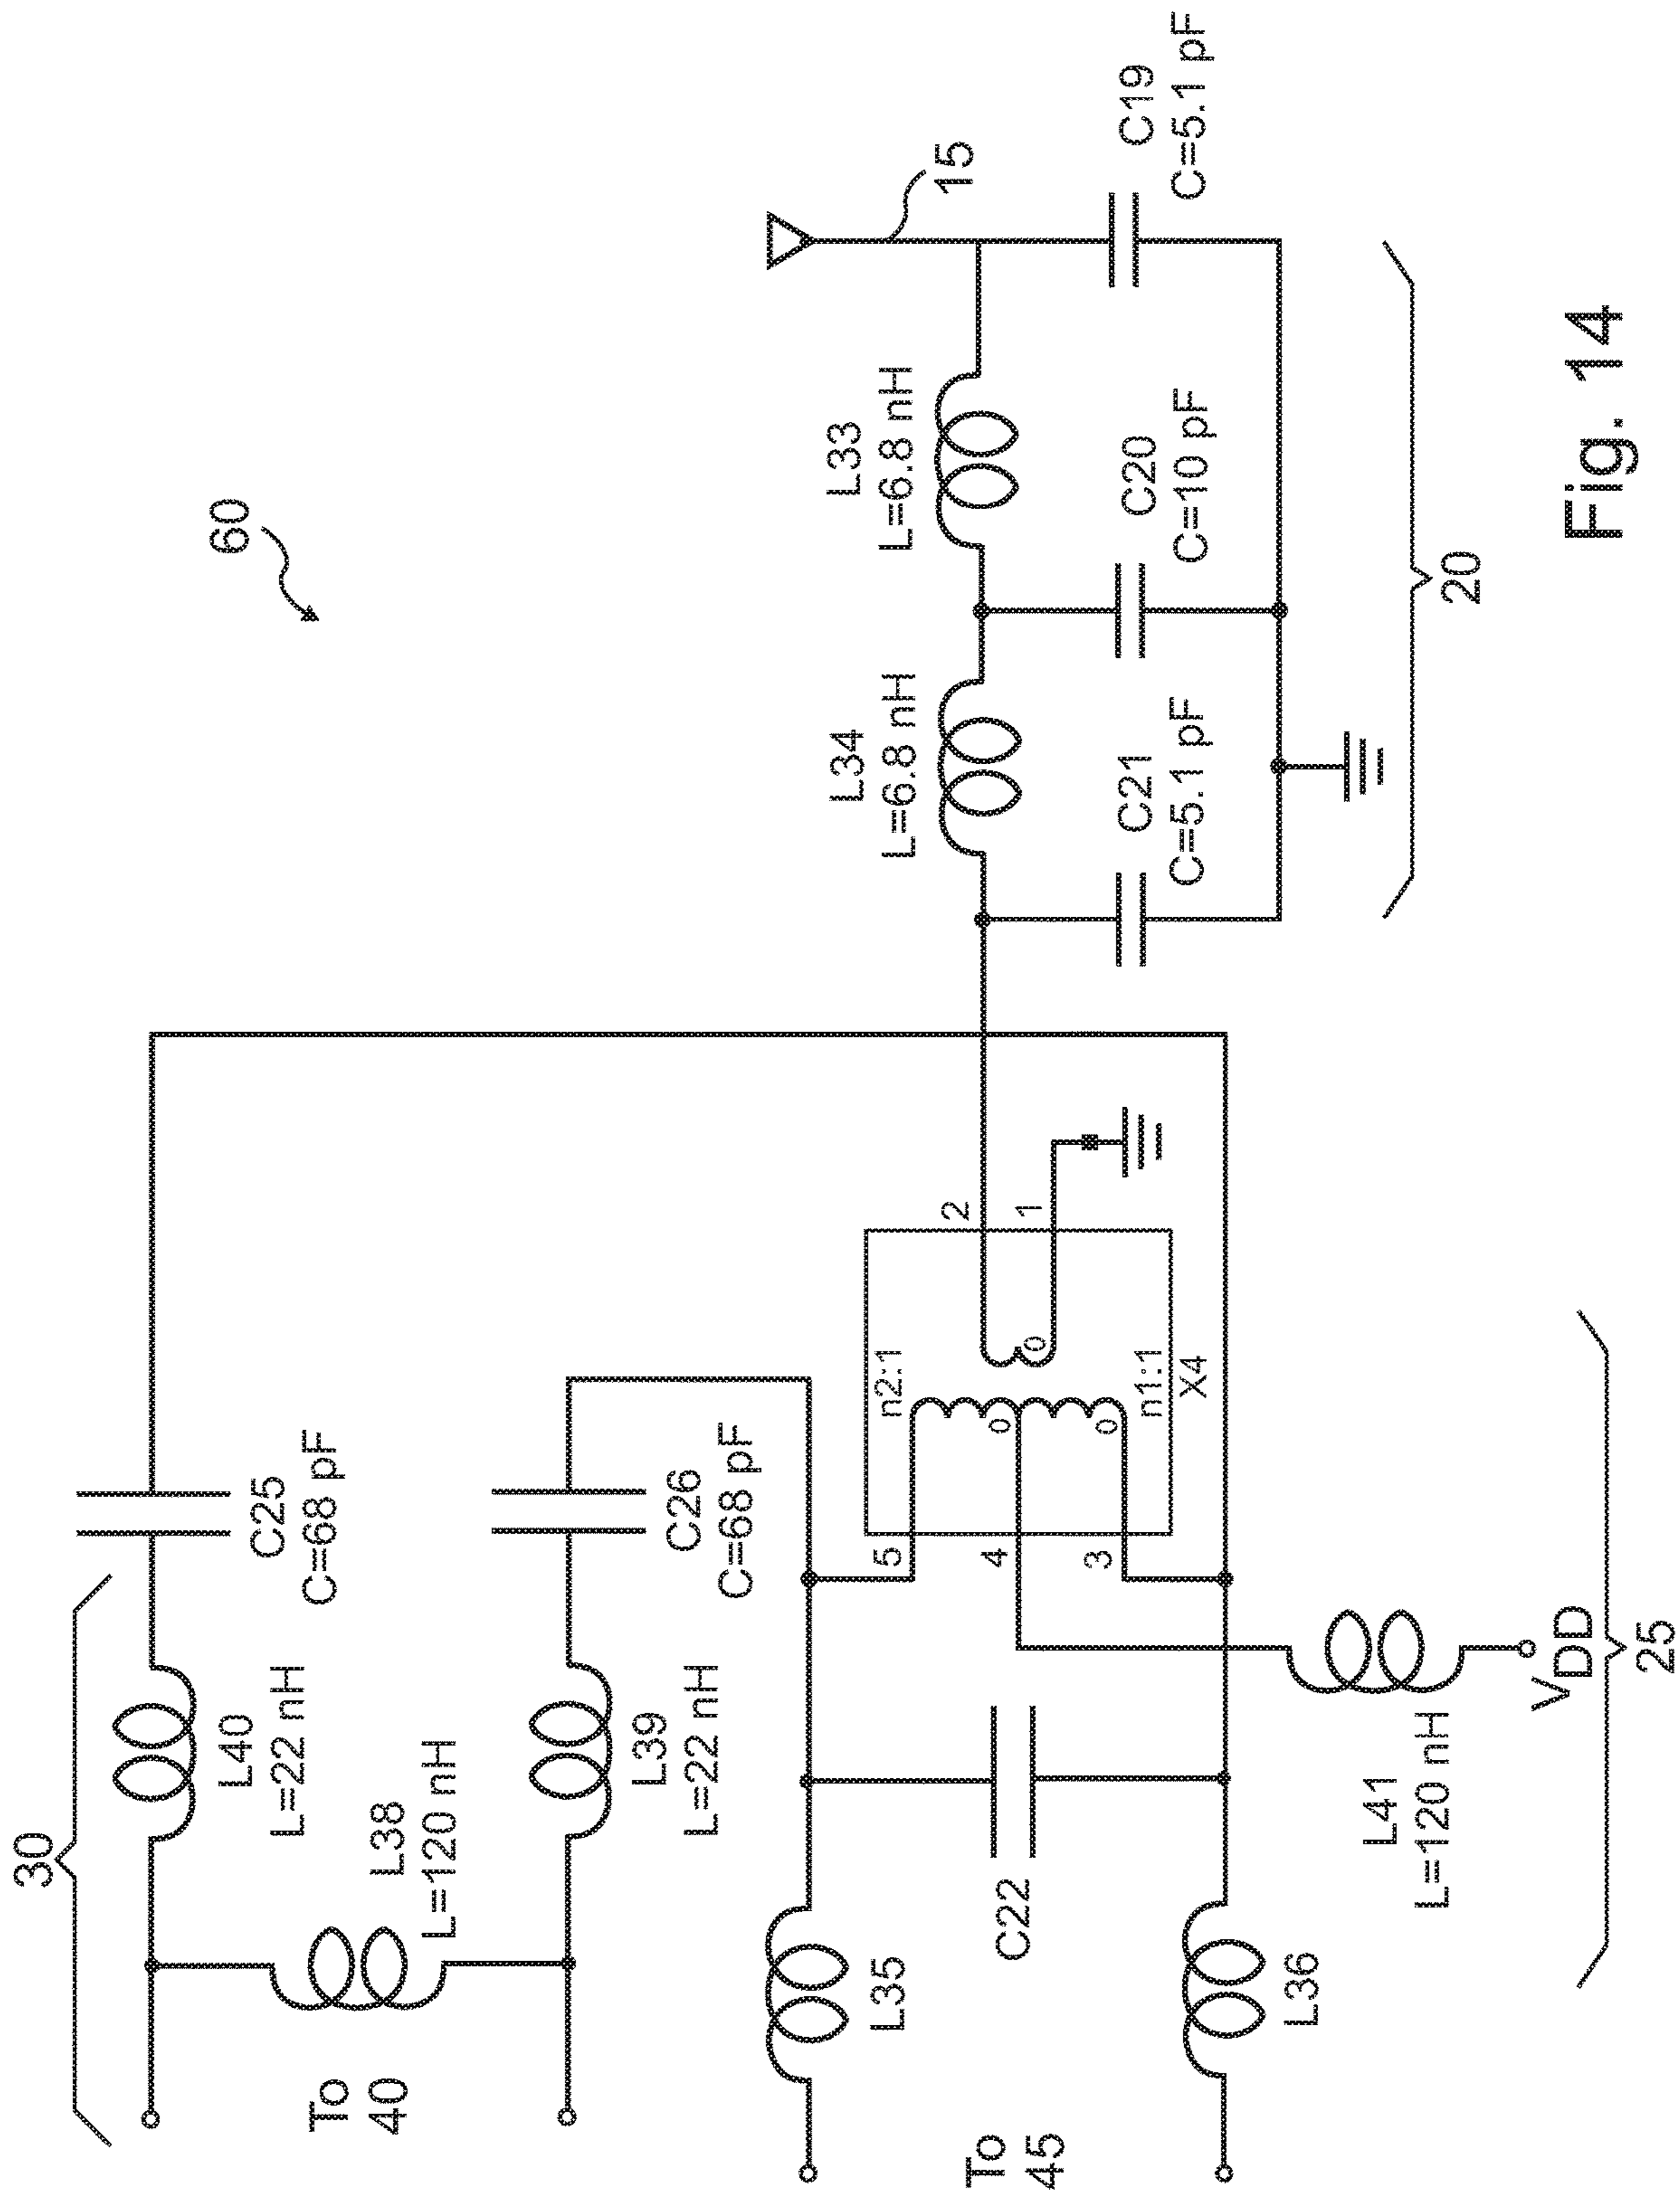 60
30
L40
L=22 nH
C25
C=68 pF
L38
L=120 nH
To
40
L39
L=22 nH
C26
C=68 pF
L35
C22
To
45
L36
5
4
3
n2:1
0
0
n1:1
X4
0
2
1
L41
L=120 nH
VDD
25
L34
L=6.8 nH
L33
L=6.8 nH
15
C21
C=5.1 pF
C20
C=10 pF
C19
C=5.1 pF
20
Fig. 14